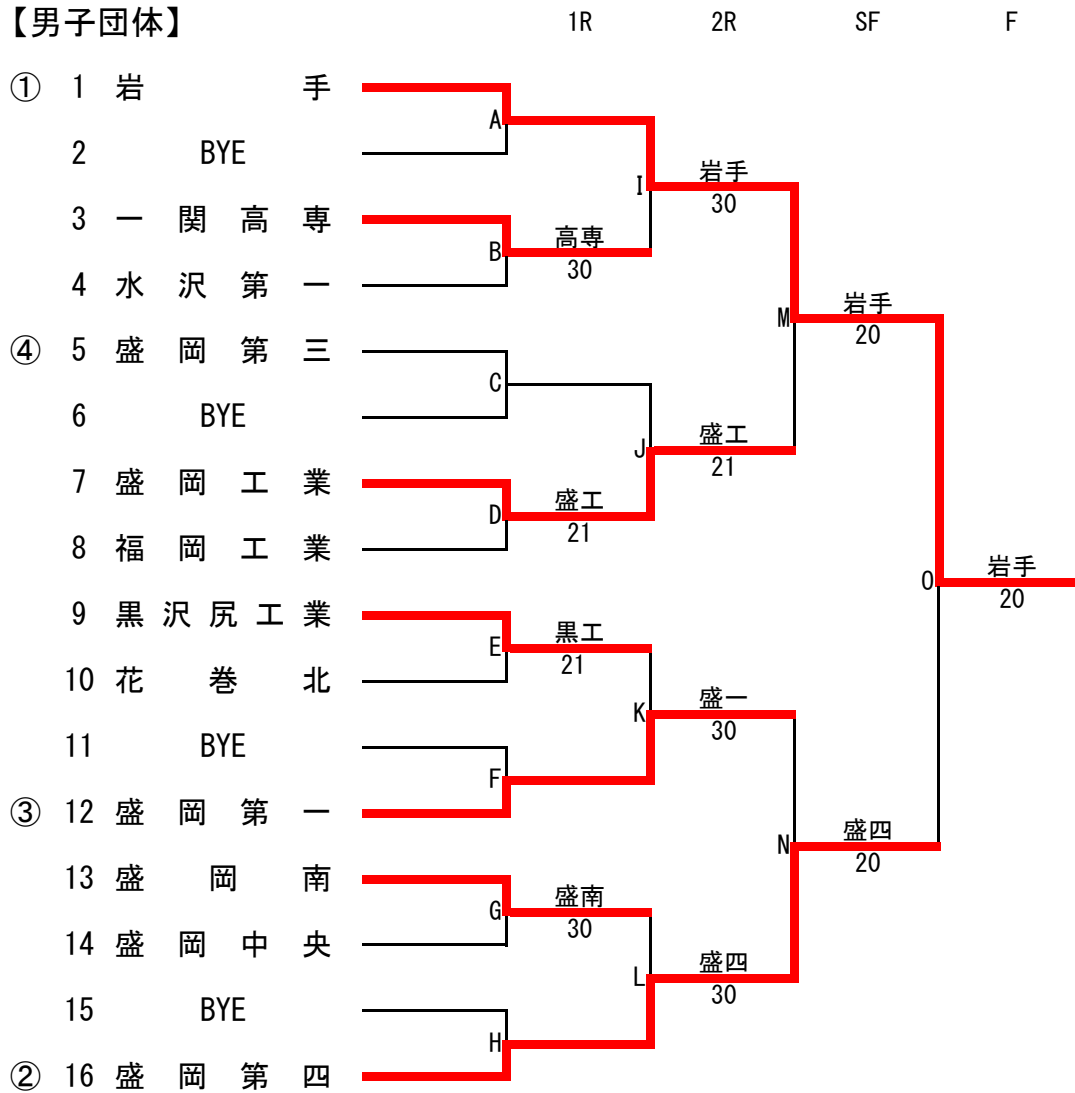 【男子団体】 1R 2R SF F
① 1 岩手
A
2 BYE
岩手
I
30
3 一関高専
高専
B
30
4 水沢第一
岩手
M
20
④ 5 盛岡第三
C
6 BYE
盛工
J
21
7 盛岡工業
盛工
D
21
8 福岡工業
岩手
O
20
9 黒沢尻工業
黒工
E
21
10 花巻北
盛一
K
30
11 BYE
F
③ 12 盛岡第一
盛四
N
20
13 盛岡南
盛南
G
30
14 盛岡中央
盛四
L
30
15 BYE
H
② 16 盛岡第四